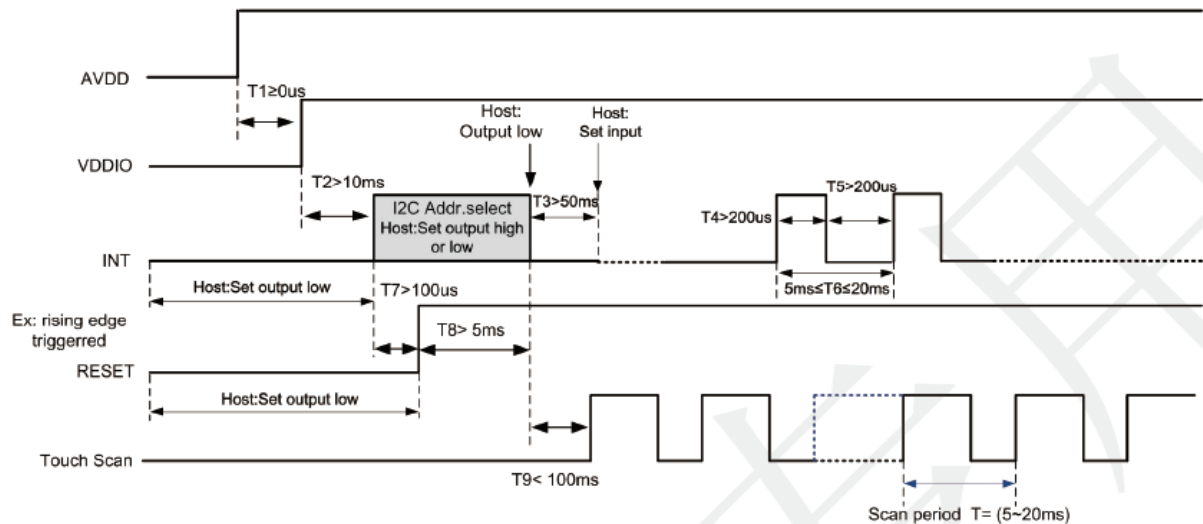 AVDD
T1≥0us
Host:
Output low
Host:
Set input
VDDIO
T2>10ms
T3>50ms
T5>200us
I2C Addr.select
Host:Set output high
or low
T4>200us
INT
Host:Set output low
T7>100us
5ms≤T6≤20ms
Ex: rising edge
triggerred
T8> 5ms
RESET
Host:Set output low
Touch Scan
T9< 100ms
Scan period T= (5~20ms)